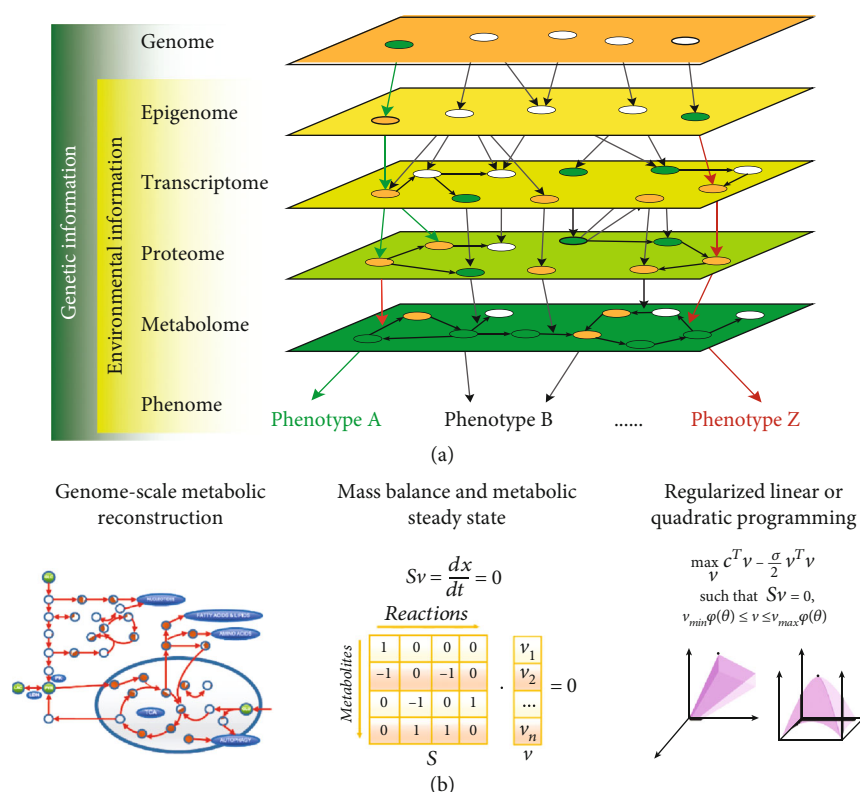 Genetic information
Environmental information
Genome
Epigenome
Transcriptome
Proteome
Metabolome
Phenome
Phenotype A
Phenotype B
......
Phenotype Z
(a)
Genome-scale metabolic
reconstruction
FATTY ACIDS & LIPIDS
AMINO ACIDS
TCA
AUTOPHAGY
Mass balance and metabolic
steady state
Sv = dx/dt = 0
Reactions
Metabolites
1 0 0 0
−1 0 −1 0
0 −1 0 1
0 1 1 0
S
·
v1
v2
...
vn
v
= 0
Regularized linear or
quadratic programming
max v c^T v − σ/2 v^T v
such that Sv = 0,
vminφ(θ) ≤ v ≤ vmaxφ(θ)
(b)